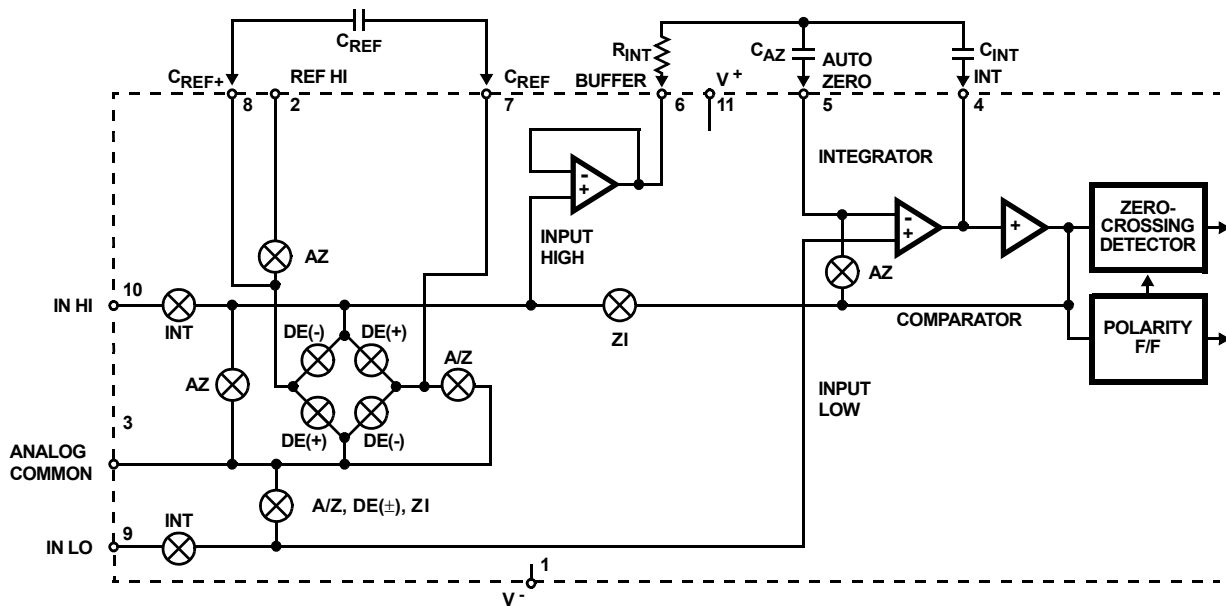 CREF
RINT
CAZ
CINT
CREF+
REF HI
CREF
BUFFER
V+
AUTO
ZERO
INT
8
2
7
6
11
5
4
INTEGRATOR
-
+
-
+
+
ZERO-
CROSSING
DETECTOR
INPUT
HIGH
AZ
AZ
10
IN HI
INT
ZI
COMPARATOR
POLARITY
F/F
DE(-)
DE(+)
A/Z
AZ
INPUT
LOW
DE(+)
DE(-)
3
ANALOG
COMMON
A/Z, DE(±), ZI
INT
9
IN LO
1
V-